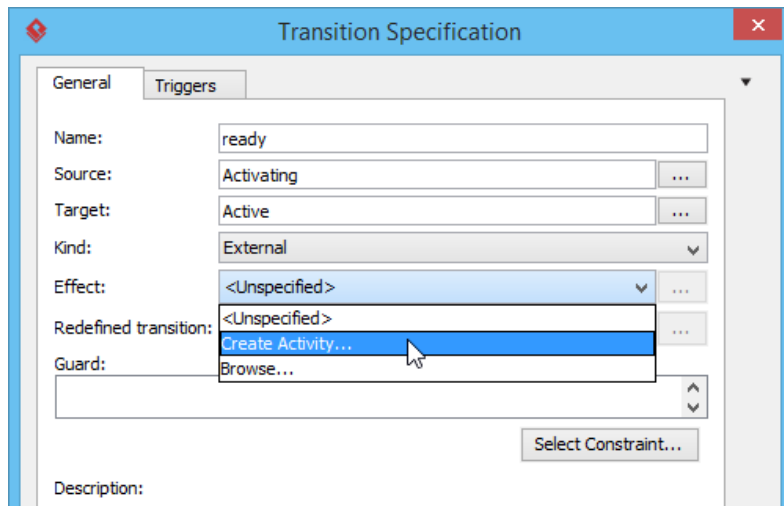 Transition Specification
General
Triggers
Name:
ready
Source:
Activating
...
Target:
Active
...
Kind:
External
Effect:
<Unspecified>
...
<Unspecified>
Redefined transition:
...
Create Activity...
Guard:
Browse...
Select Constraint...
Description: